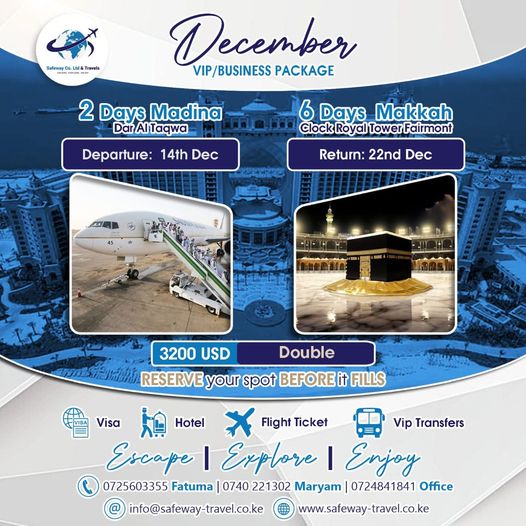 December
VIP/BUSINESS PACKAGE
Safeway Co. Ltd & Travels
2 Days Madina
Dar Al Taqwa
6 Days Makkah
Clock Royal Tower Fairmont
Departure: 14th Dec
Return: 22nd Dec
45
3200 USD
Double
RESERVE your spot BEFORE it FILLS
VISA
Visa
Hotel
Flight Ticket
Vip Transfers
Escape | Explore | Enjoy
0725603355 Fatuma | 0740 221302 Maryam | 0724841841 Office
info@safeway-travel.co.ke
www.safeway-travel.co.ke